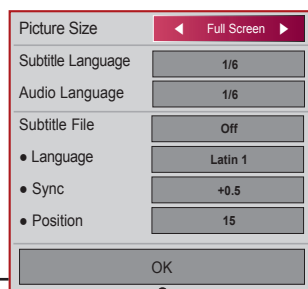 Picture Size ◀ Full Screen ▶
Subtitle Language 1/6
Audio Language 1/6
Subtitle File Off
● Language Latin 1
● Sync +0.5
● Position 15
OK